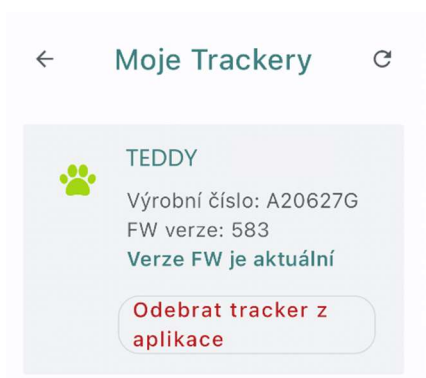 Moje Trackery
TEDDY
Výrobní číslo: A20627G
FW verze: 583
Verze FW je aktuální
Odebrat tracker z
aplikace